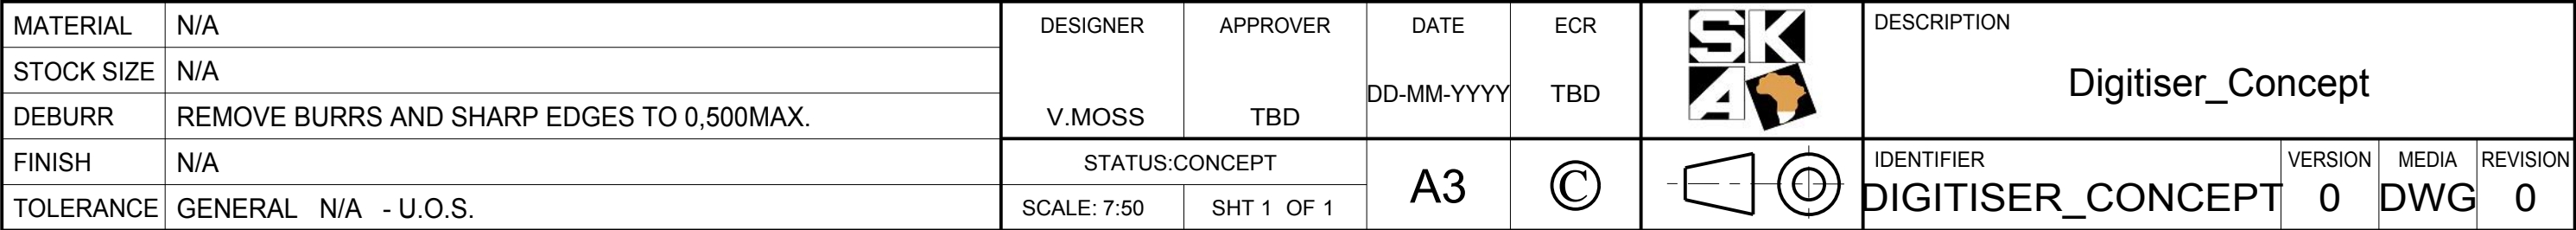 MATERIAL N/A
STOCK SIZE N/A
DEBURR REMOVE BURRS AND SHARP EDGES TO 0,500MAX.
FINISH N/A
TOLERANCE GENERAL N/A - U.O.S.
DESIGNER APPROVER DATE ECR
V.MOSS TBD DD-MM-YYYY TBD
STATUS:CONCEPT
SCALE: 7:50 SHT 1 OF 1
A3 ©
SK
A
DESCRIPTION
Digitiser_Concept
IDENTIFIER VERSION MEDIA REVISION
DIGITISER_CONCEPT 0 DWG 0